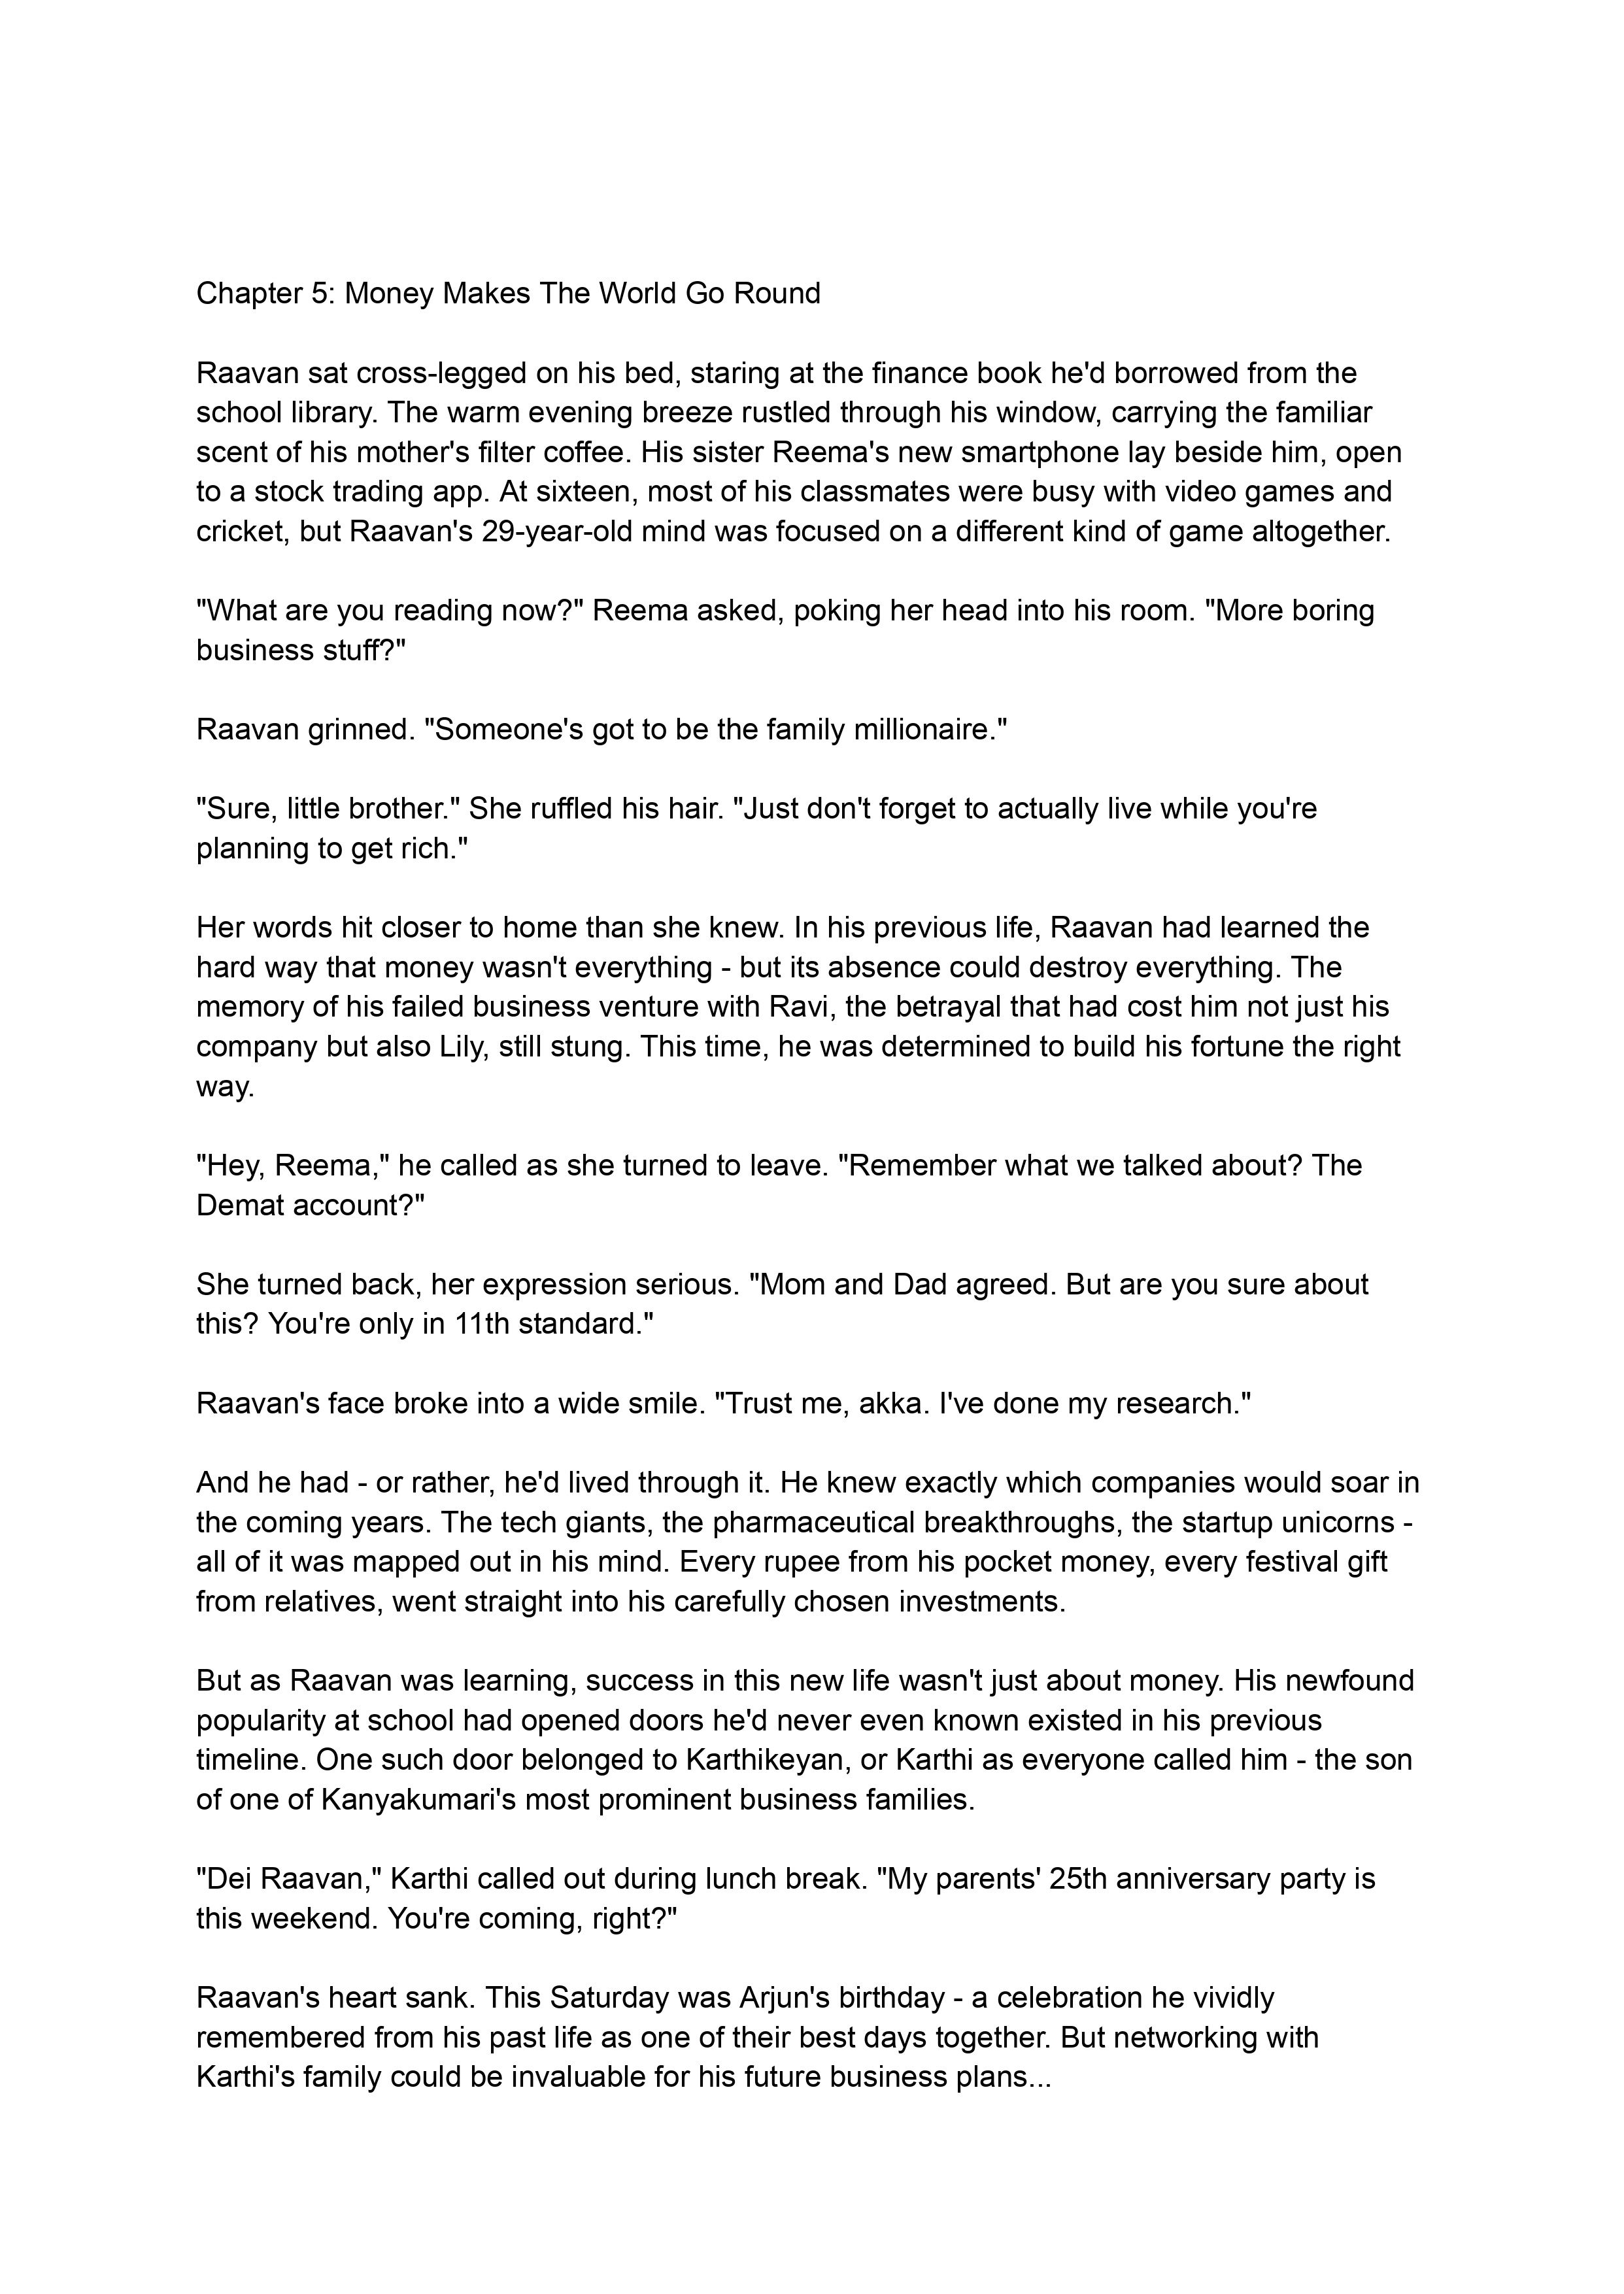 Chapter 5: Money Makes The World Go Round
Raavan sat cross-legged on his bed, staring at the finance book he'd borrowed from the
school library. The warm evening breeze rustled through his window, carrying the familiar
scent of his mother's filter coffee. His sister Reema's new smartphone lay beside him, open
to a stock trading app. At sixteen, most of his classmates were busy with video games and
cricket, but Raavan's 29-year-old mind was focused on a different kind of game altogether.
"What are you reading now?" Reema asked, poking her head into his room. "More boring
business stuff?"
Raavan grinned. "Someone's got to be the family millionaire."
"Sure, little brother." She ruffled his hair. "Just don't forget to actually live while you're
planning to get rich."
Her words hit closer to home than she knew. In his previous life, Raavan had learned the
hard way that money wasn't everything - but its absence could destroy everything. The
memory of his failed business venture with Ravi, the betrayal that had cost him not just his
company but also Lily, still stung. This time, he was determined to build his fortune the right
way.
"Hey, Reema," he called as she turned to leave. "Remember what we talked about? The
Demat account?"
She turned back, her expression serious. "Mom and Dad agreed. But are you sure about
this? You're only in 11th standard."
Raavan's face broke into a wide smile. "Trust me, akka. I've done my research."
And he had - or rather, he'd lived through it. He knew exactly which companies would soar in
the coming years. The tech giants, the pharmaceutical breakthroughs, the startup unicorns -
all of it was mapped out in his mind. Every rupee from his pocket money, every festival gift
from relatives, went straight into his carefully chosen investments.
But as Raavan was learning, success in this new life wasn't just about money. His newfound
popularity at school had opened doors he'd never even known existed in his previous
timeline. One such door belonged to Karthikeyan, or Karthi as everyone called him - the son
of one of Kanyakumari's most prominent business families.
"Dei Raavan," Karthi called out during lunch break. "My parents' 25th anniversary party is
this weekend. You're coming, right?"
Raavan's heart sank. This Saturday was Arjun's birthday - a celebration he vividly
remembered from his past life as one of their best days together. But networking with
Karthi's family could be invaluable for his future business plans...